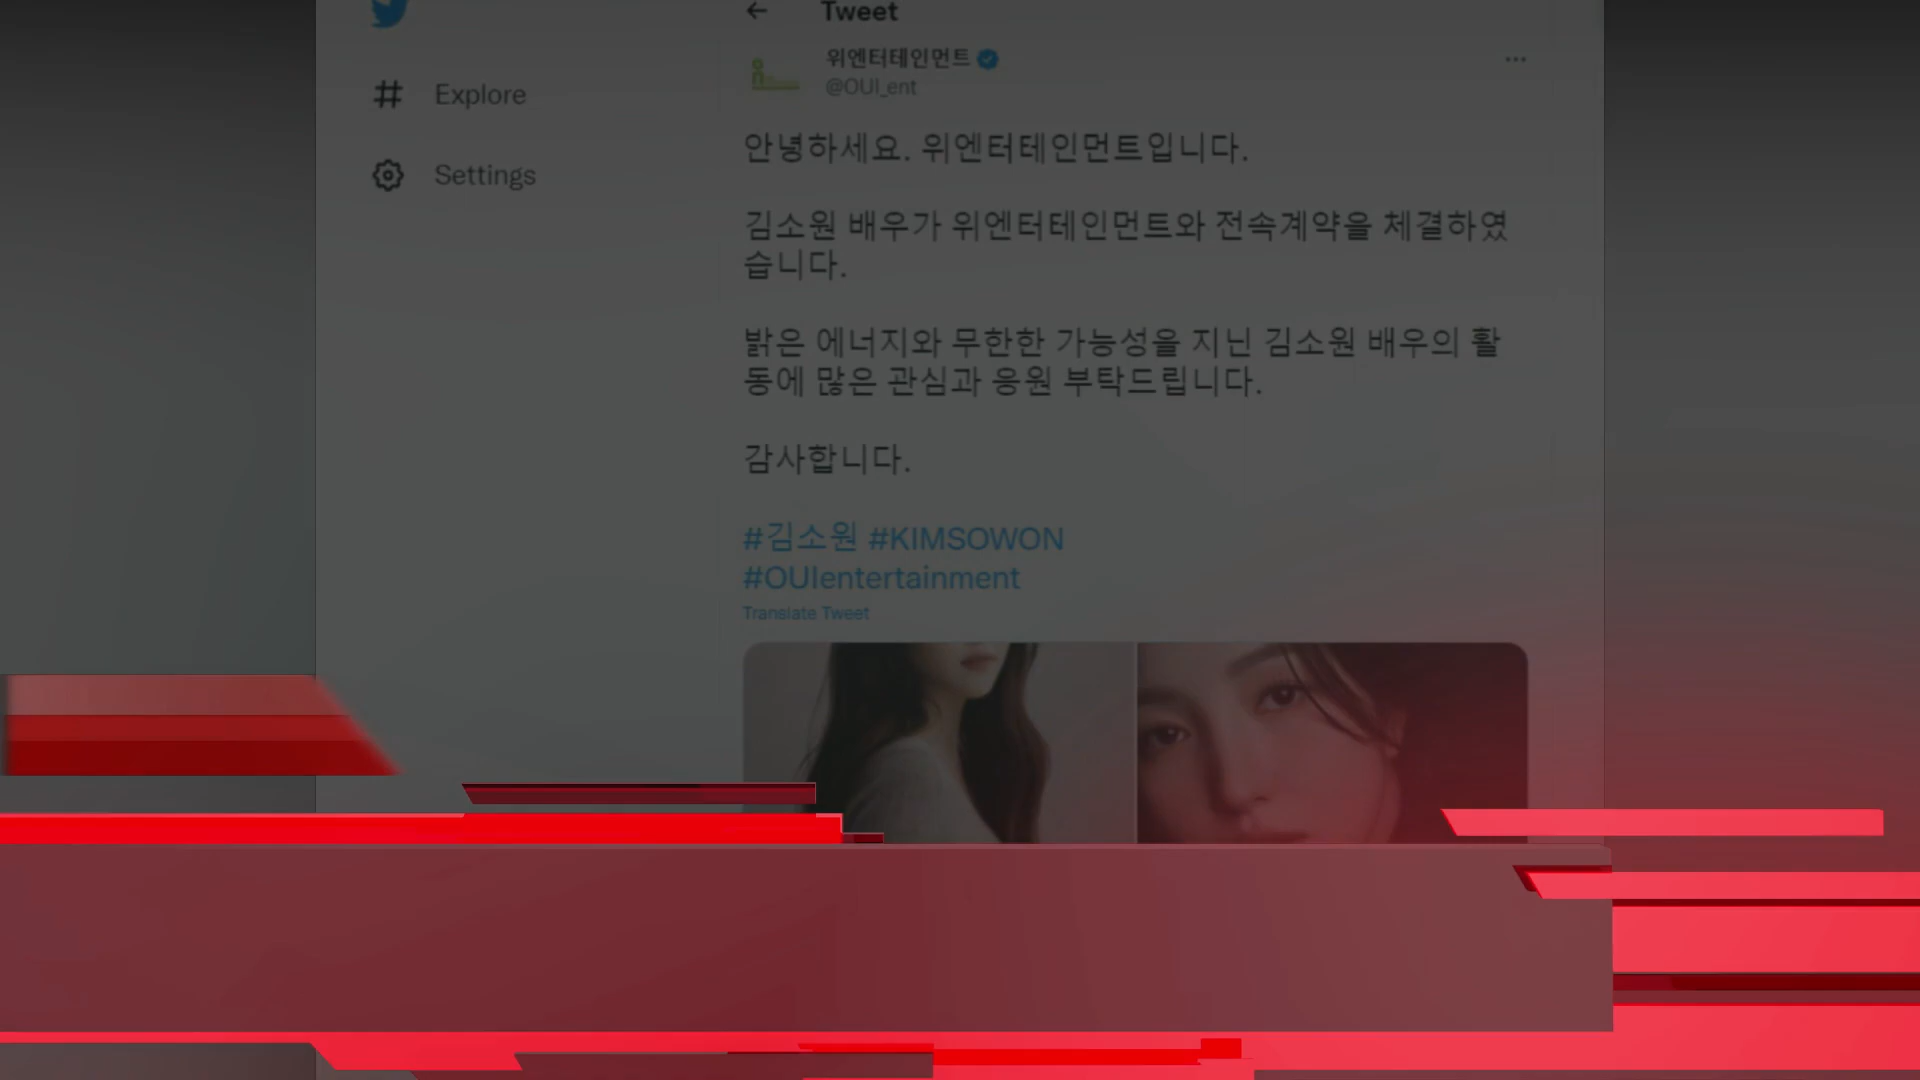 Tweet
위엔터테인먼트
@OUI_ent
Explore
Settings
안녕하세요. 위엔터테인먼트입니다.
김소원 배우가 위엔터테인먼트와 전속계약을 체결하였
습니다.
밝은 에너지와 무한한 가능성을 지닌 김소원 배우의 활
동에 많은 관심과 응원 부탁드립니다.
감사합니다.
#김소원 #KIMSOWON
#OUIentertainment
Translate Tweet